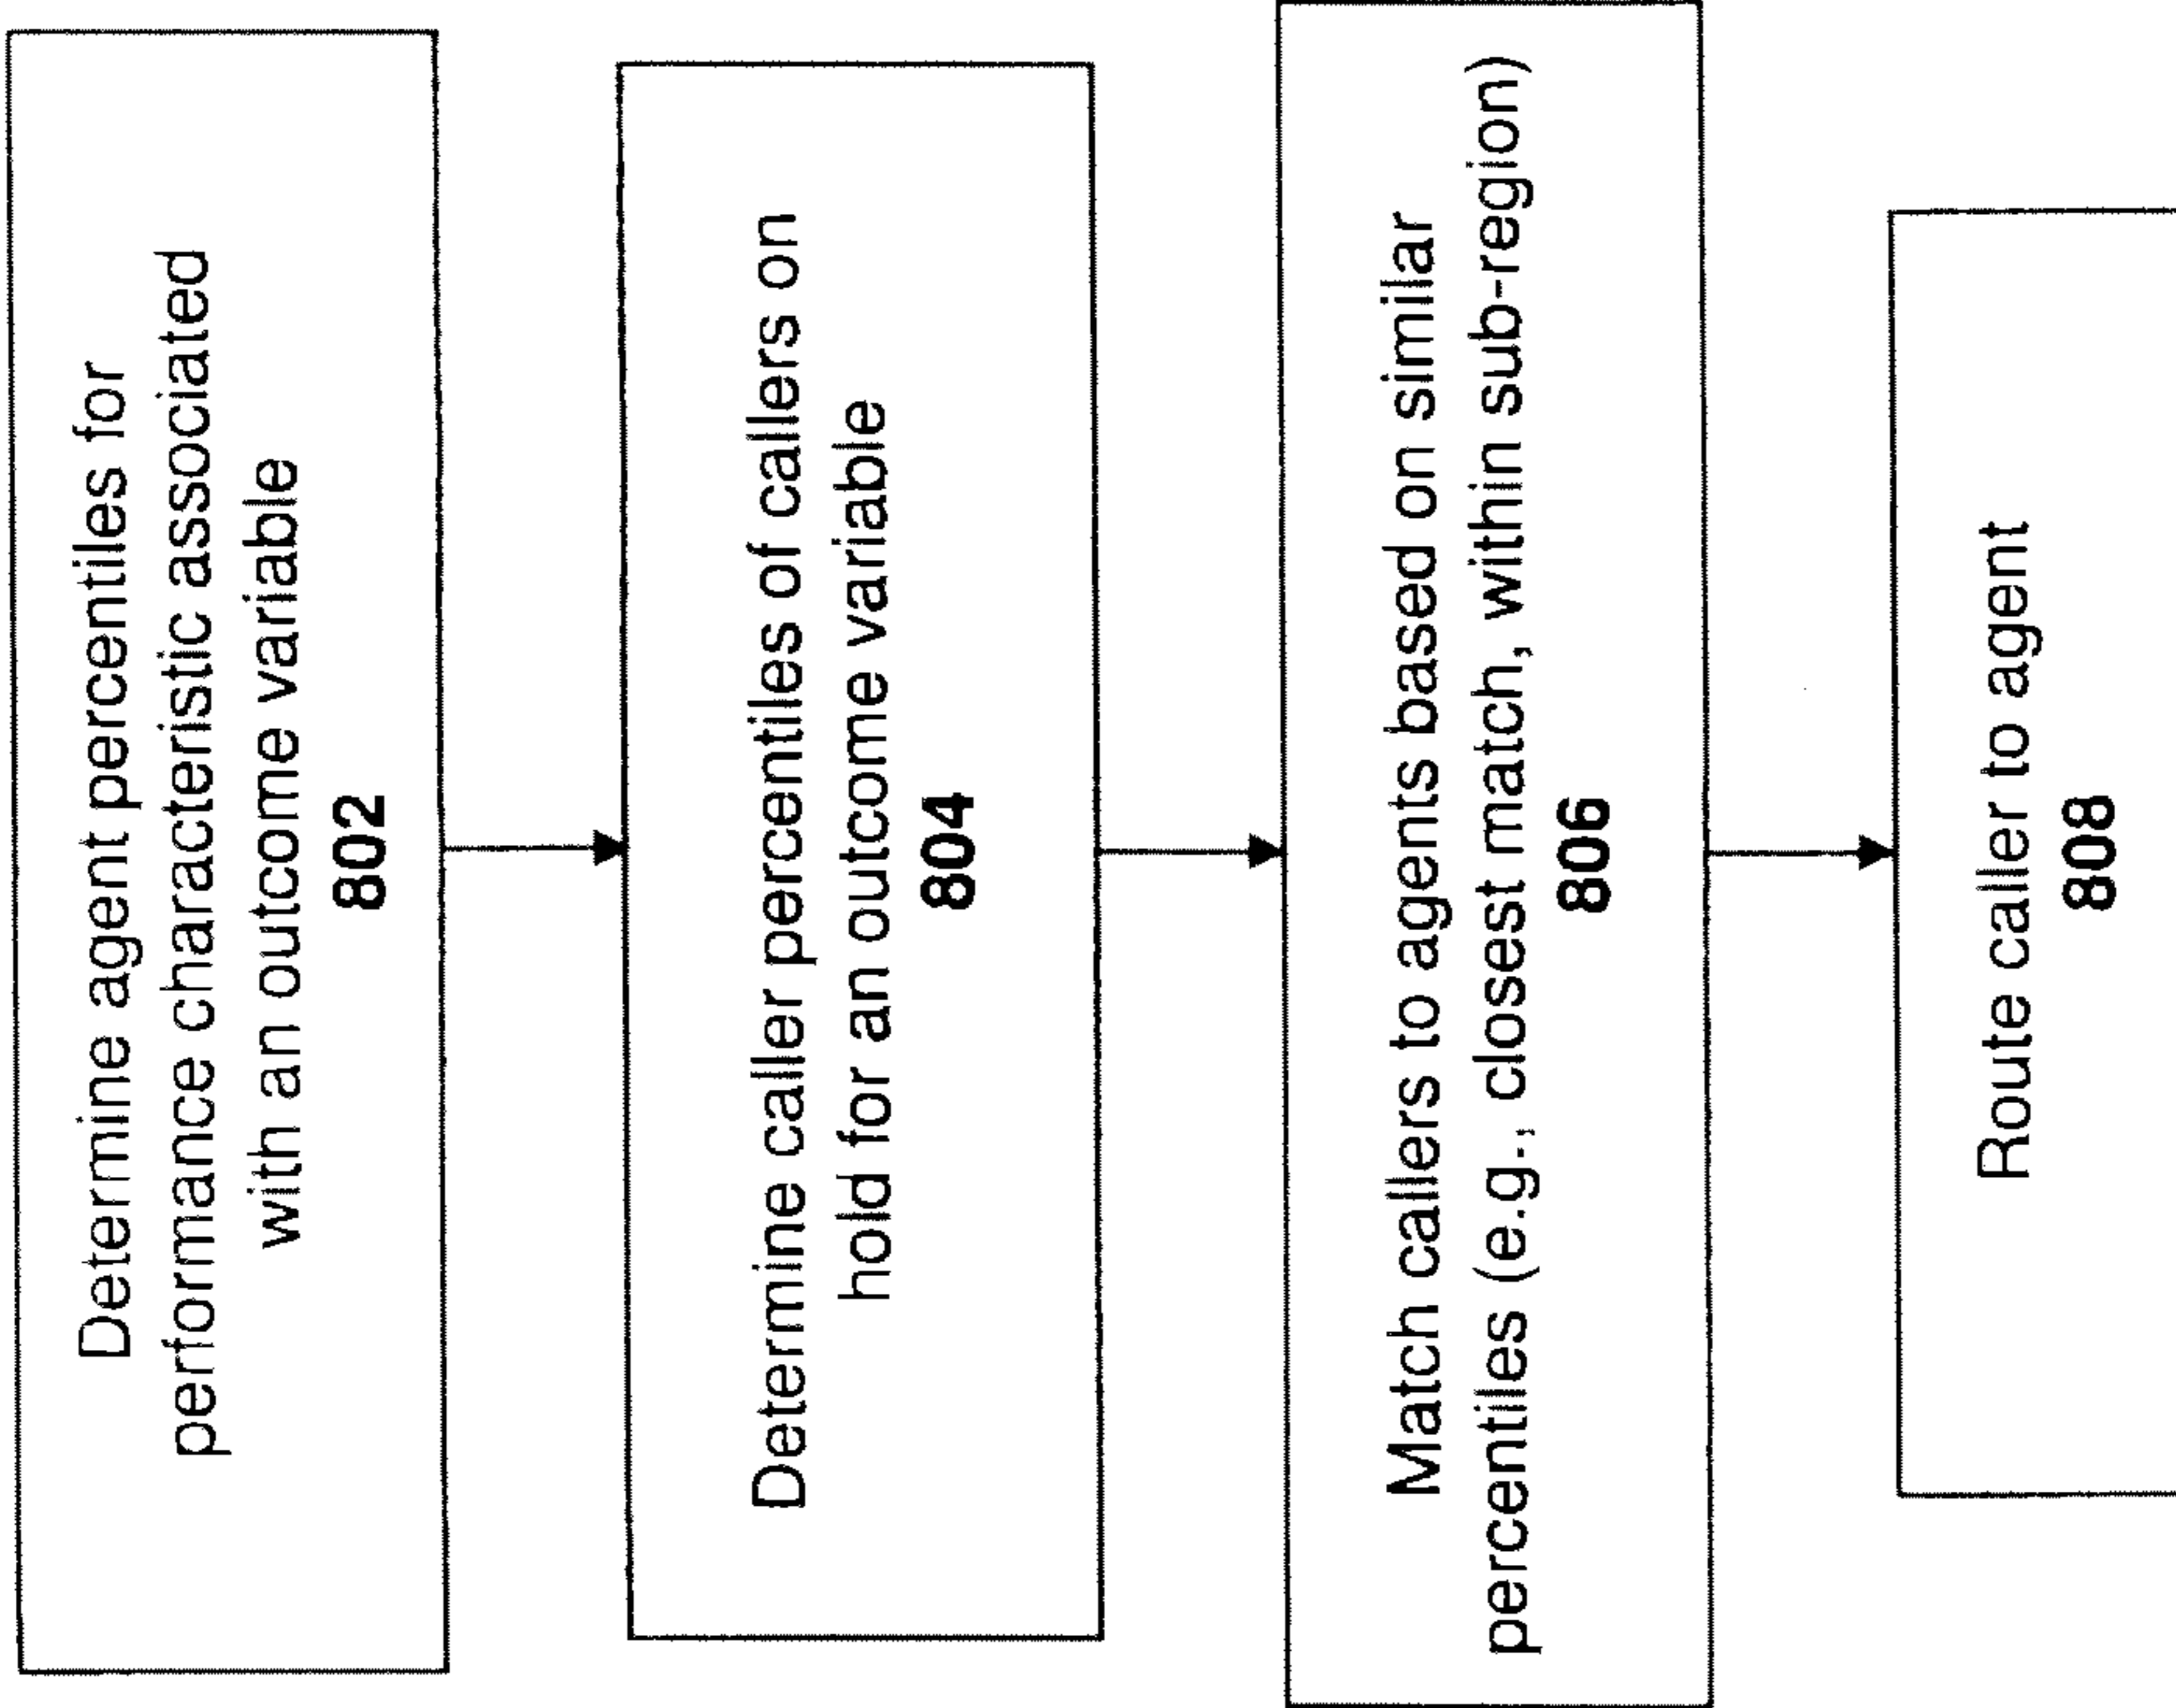 Determine agent percentiles for
performance characteristic associated
with an outcome variable
802
Determine caller percentiles of callers on
hold for an outcome variable
804
Match callers to agents based on similar
percentiles (e.g., closest match, within sub-region)
806
Route caller to agent
808